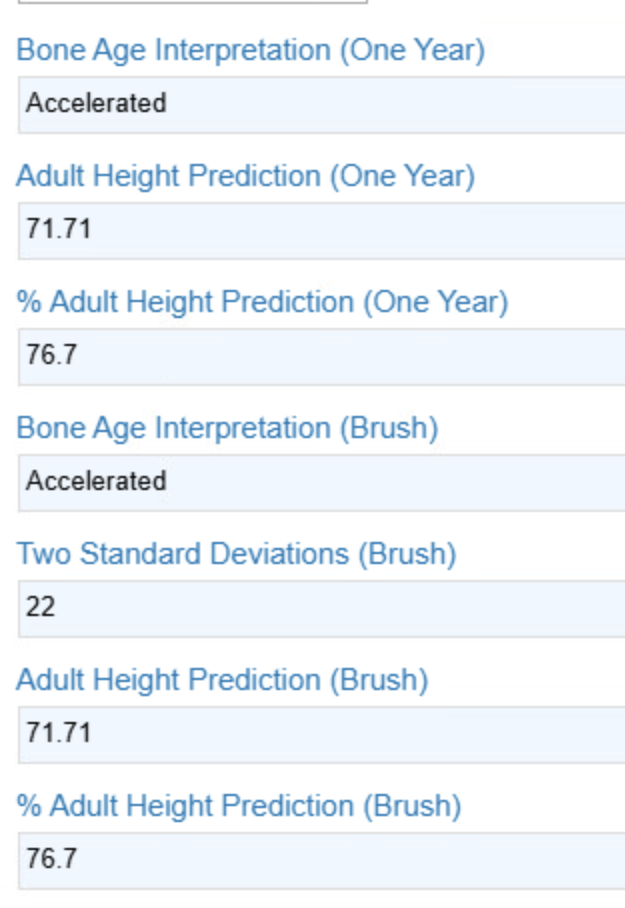 Bone Age Interpretation (One Year)
Accelerated
Adult Height Prediction (One Year)
71.71
% Adult Height Prediction (One Year)
76.7
Bone Age Interpretation (Brush)
Accelerated
Two Standard Deviations (Brush)
22
Adult Height Prediction (Brush)
71.71
% Adult Height Prediction (Brush)
76.7